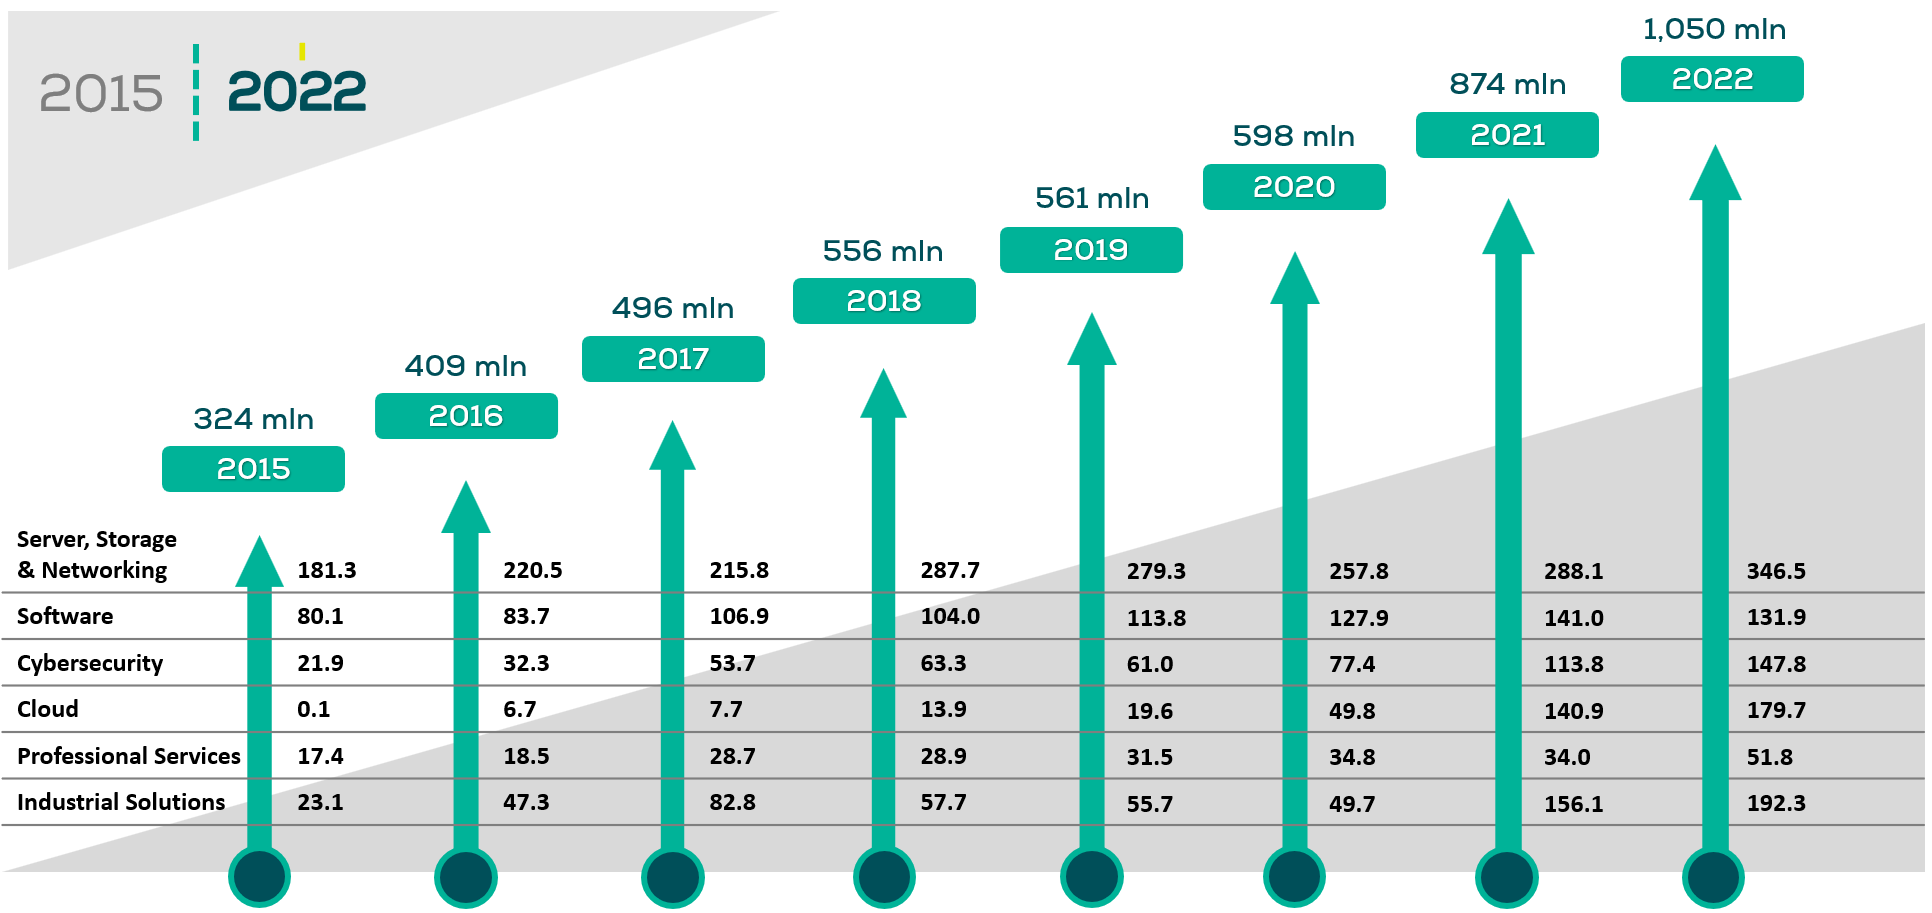 2015 2022
324 mln
2015
409 mln
2016
496 mln
2017
556 mln
2018
561 mln
2019
598 mln
2020
874 mln
2021
1,050 mln
2022
Server, Storage
& Networking 181.3 220.5 215.8 287.7 279.3 257.8 288.1 346.5
Software 80.1 83.7 106.9 104.0 113.8 127.9 141.0 131.9
Cybersecurity 21.9 32.3 53.7 63.3 61.0 77.4 113.8 147.8
Cloud 0.1 6.7 7.7 13.9 19.6 49.8 140.9 179.7
Professional Services 17.4 18.5 28.7 28.9 31.5 34.8 34.0 51.8
Industrial Solutions 23.1 47.3 82.8 57.7 55.7 49.7 156.1 192.3